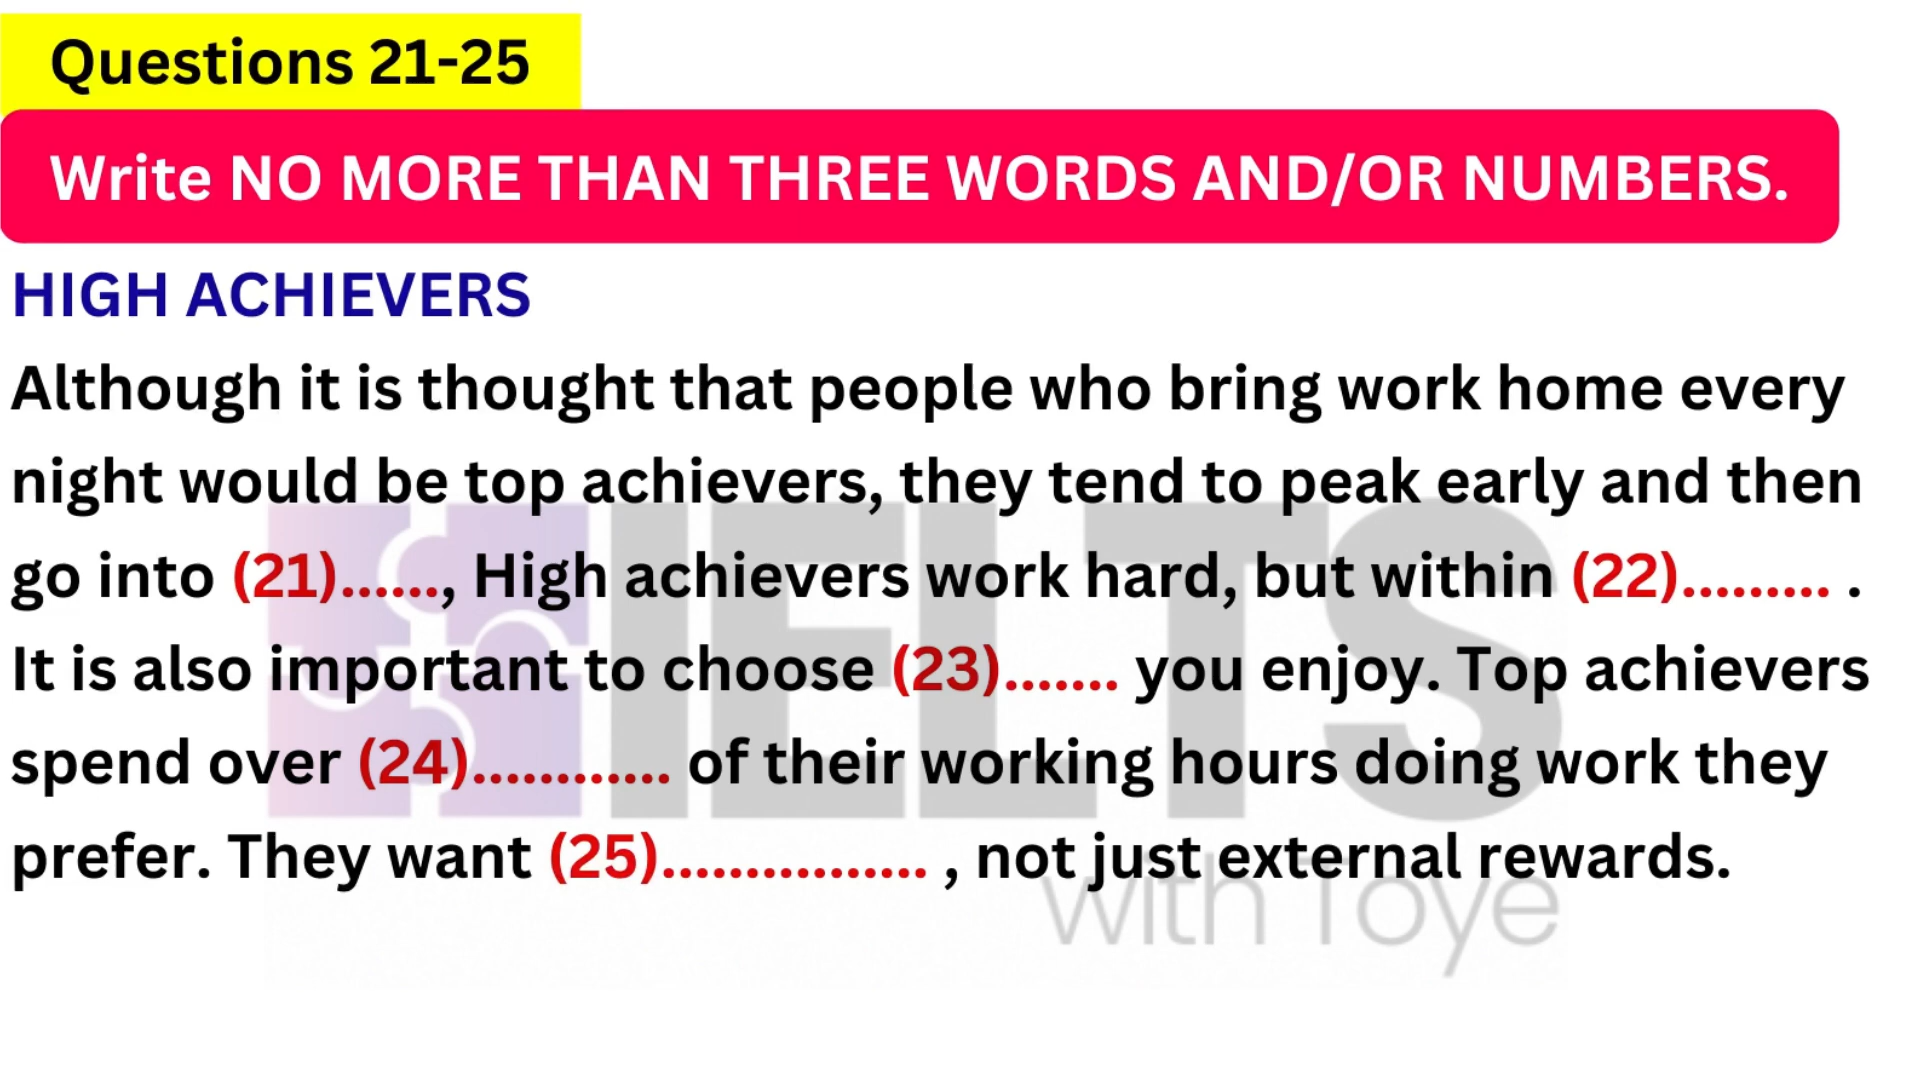 Questions 21-25
Write NO MORE THAN THREE WORDS AND/OR NUMBERS.
HIGH ACHIEVERS
Although it is thought that people who bring work home every
night would be top achievers, they tend to peak early and then
go into (21)......, High achievers work hard, but within (22)......... .
It is also important to choose (23)....... you enjoy. Top achievers
spend over (24)............ of their working hours doing work they
prefer. They want (25)................ , not just external rewards.
IELTS
with Toye